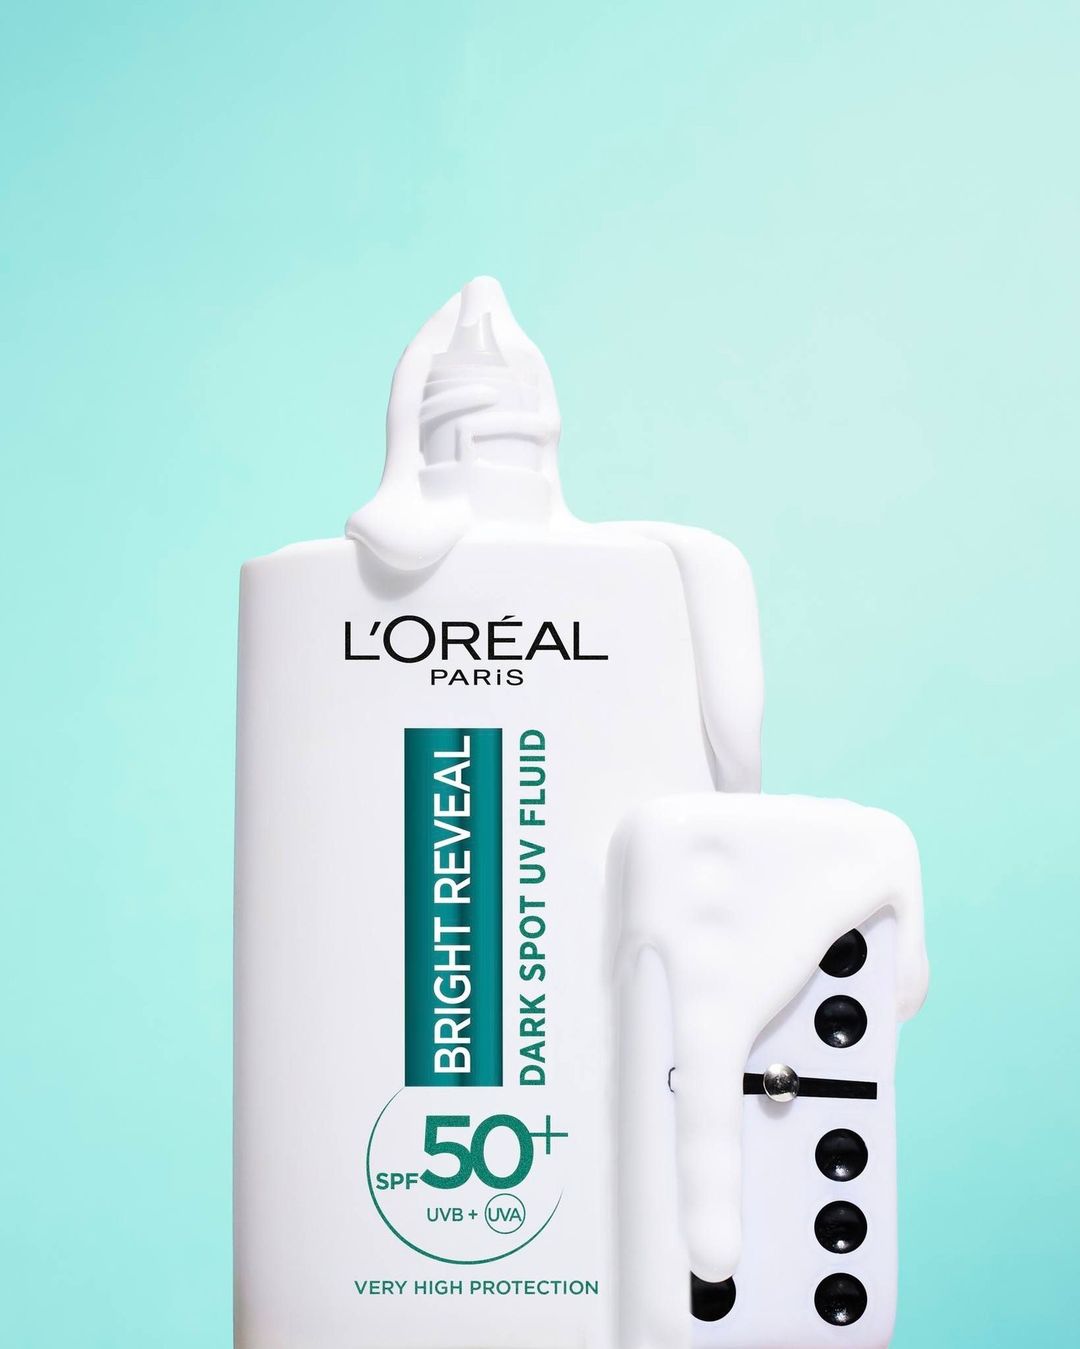 L'ORÉAL
PARiS
BRIGHT REVEAL
DARK SPOT UV FLUID
SPF 50+
UVB + UVA
VERY HIGH PROTECTION